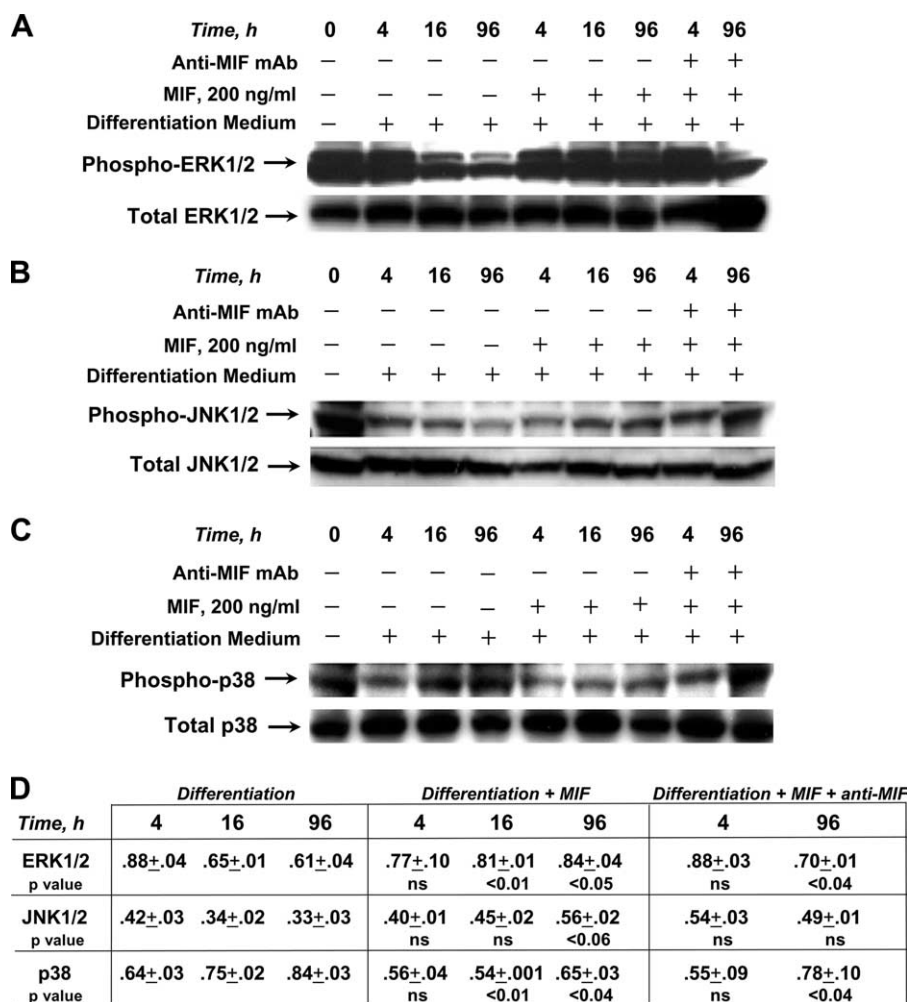 A
Time, h 0 4 16 96 4 16 96 4 96
Anti-MIF mAb – – – – – – – + +
MIF, 200 ng/ml – – – – + + + + +
Differentiation Medium – + + + + + + + +
Phospho-ERK1/2 →
Total ERK1/2 →
B
Time, h 0 4 16 96 4 16 96 4 96
Anti-MIF mAb – – – – – – – + +
MIF, 200 ng/ml – – – – + + + + +
Differentiation Medium – + + + + + + + +
Phospho-JNK1/2 →
Total JNK1/2 →
C
Time, h 0 4 16 96 4 16 96 4 96
Anti-MIF mAb – – – – – – – + +
MIF, 200 ng/ml – – – – + + + + +
Differentiation Medium – + + + + + + + +
Phospho-p38 →
Total p38 →
D Differentiation Differentiation + MIF Differentiation + MIF + anti-MIF
Time, h 4 16 96 4 16 96 4 96
ERK1/2 .88±.04 .65±.01 .61±.04 .77±.10 .81±.01 .84±.04 .88±.03 .70±.01
p value ns <0.01 <0.05 ns <0.04
JNK1/2 .42±.03 .34±.02 .33±.03 .40±.01 .45±.02 .56±.02 .54±.03 .49±.01
p value ns ns <0.06 ns ns
p38 .64±.03 .75±.02 .84±.03 .56±.04 .54±.001 .65±.03 .55±.09 .78±.10
p value ns <0.01 <0.04 ns <0.04